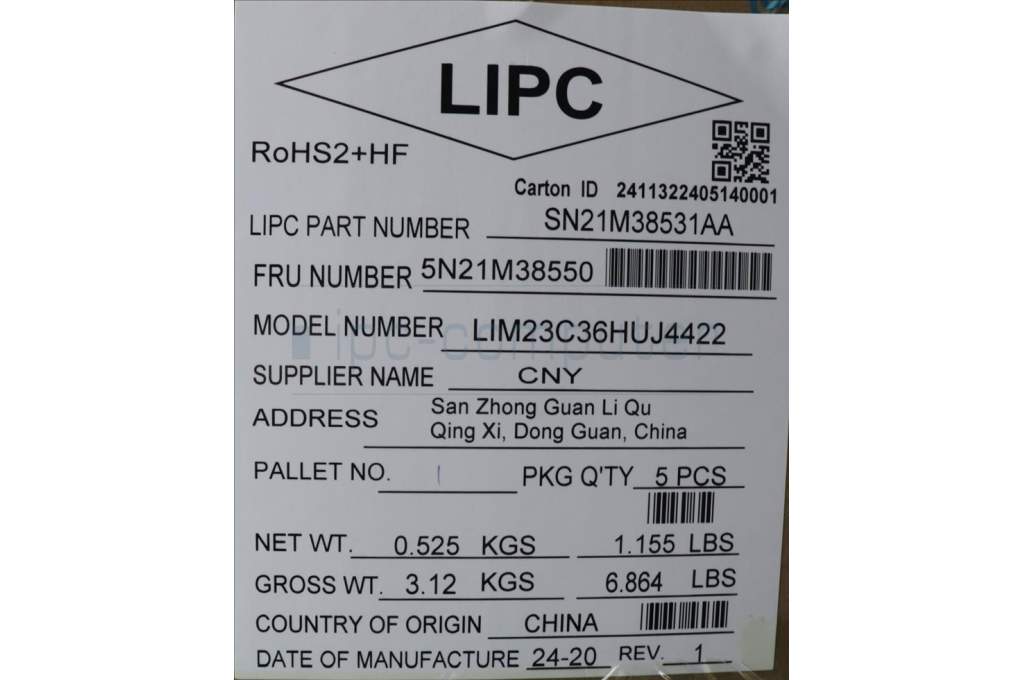 LIPC
RoHS2+HF
Carton ID 2411322405140001
LIPC PART NUMBER SN21M38531AA
FRU NUMBER 5N21M38550
MODEL NUMBER LIM23C36HUJ4422
ipc-computer
SUPPLIER NAME CNY
ADDRESS San Zhong Guan Li Qu
Qing Xi, Dong Guan, China
PALLET NO. 1 PKG Q'TY 5 PCS
NET WT. 0.525 KGS 1.155 LBS
GROSS WT. 3.12 KGS 6.864 LBS
COUNTRY OF ORIGIN CHINA
DATE OF MANUFACTURE 24-20 REV. 1